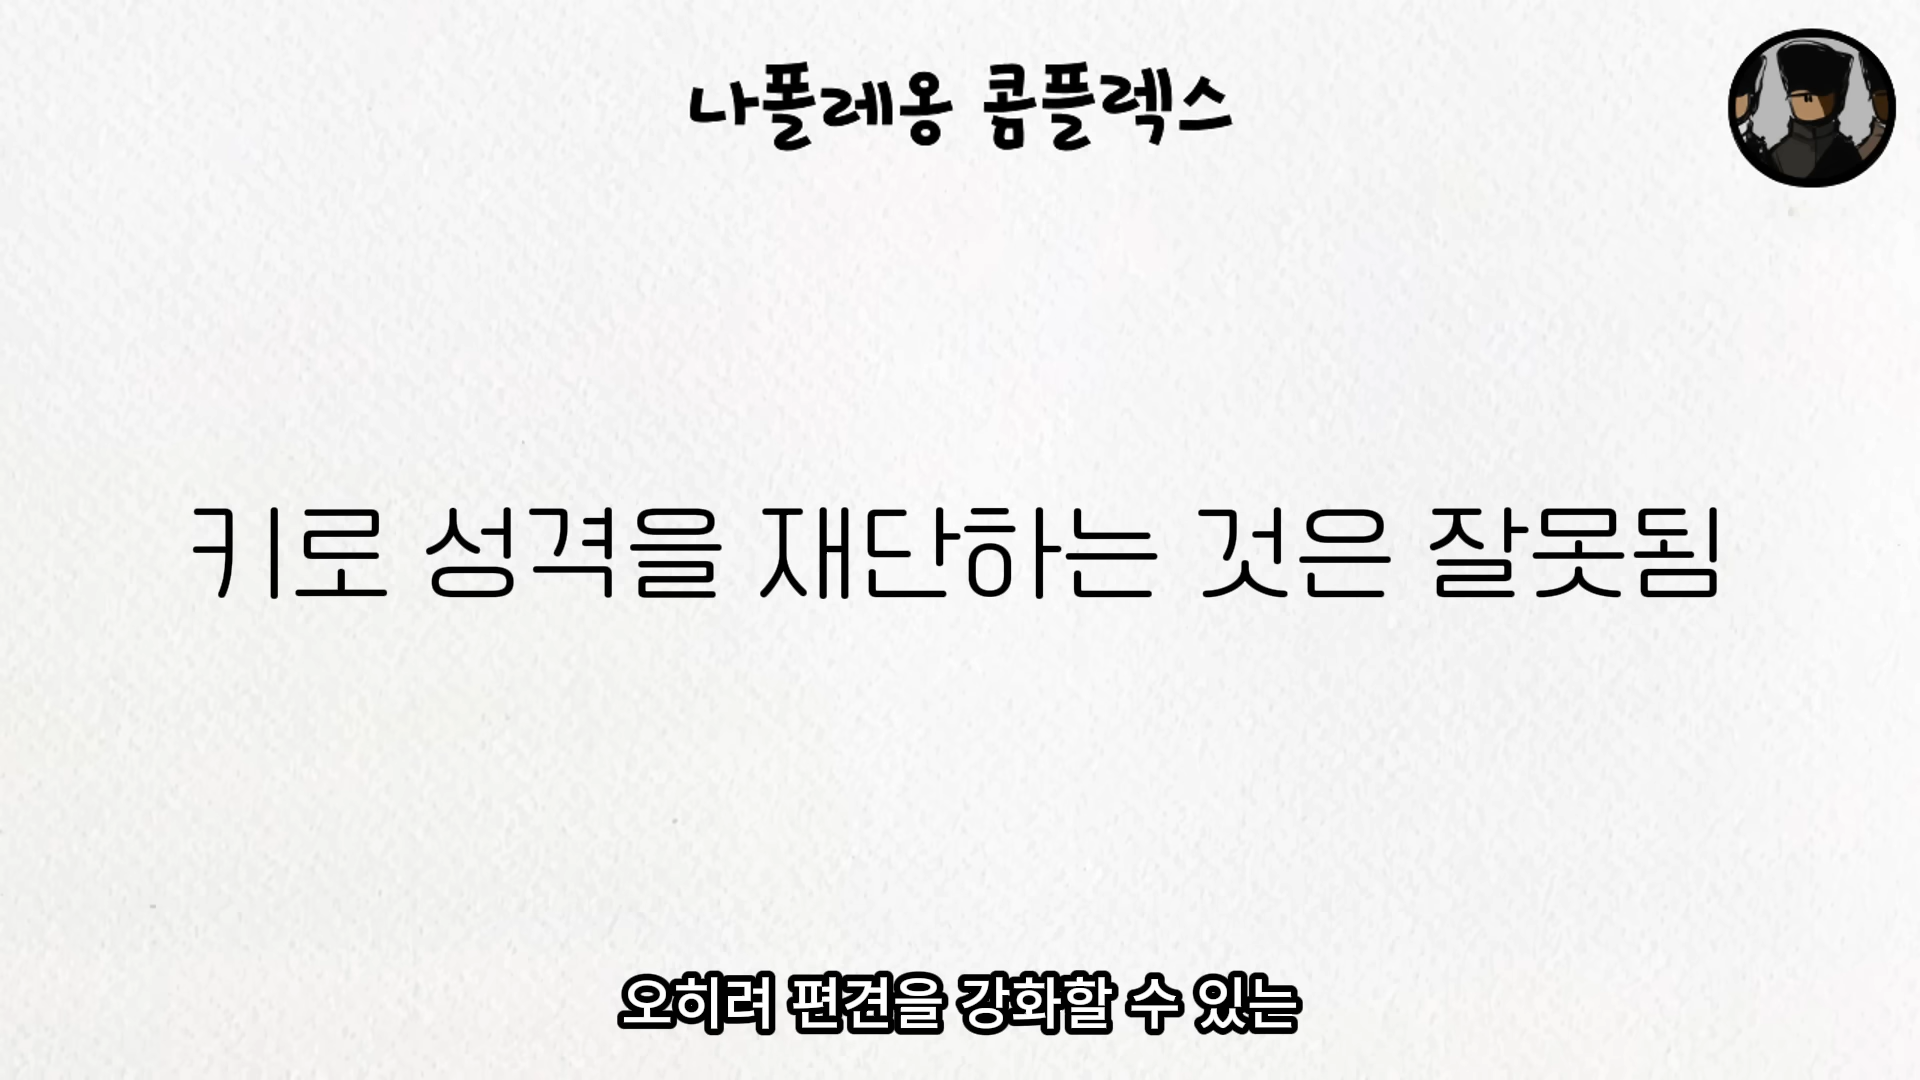 나폴레옹 콤플렉스
키로 성격을 재단하는 것은 잘못됨
오히려 편견을 강화할 수 있는